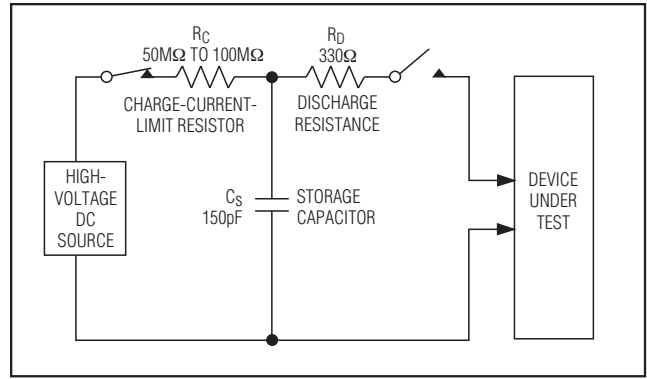 R_C
50MΩ TO 100MΩ
CHARGE-CURRENT-
LIMIT RESISTOR
R_D
330Ω
DISCHARGE
RESISTANCE
HIGH-
VOLTAGE
DC
SOURCE
C_S
150pF
STORAGE
CAPACITOR
DEVICE
UNDER
TEST